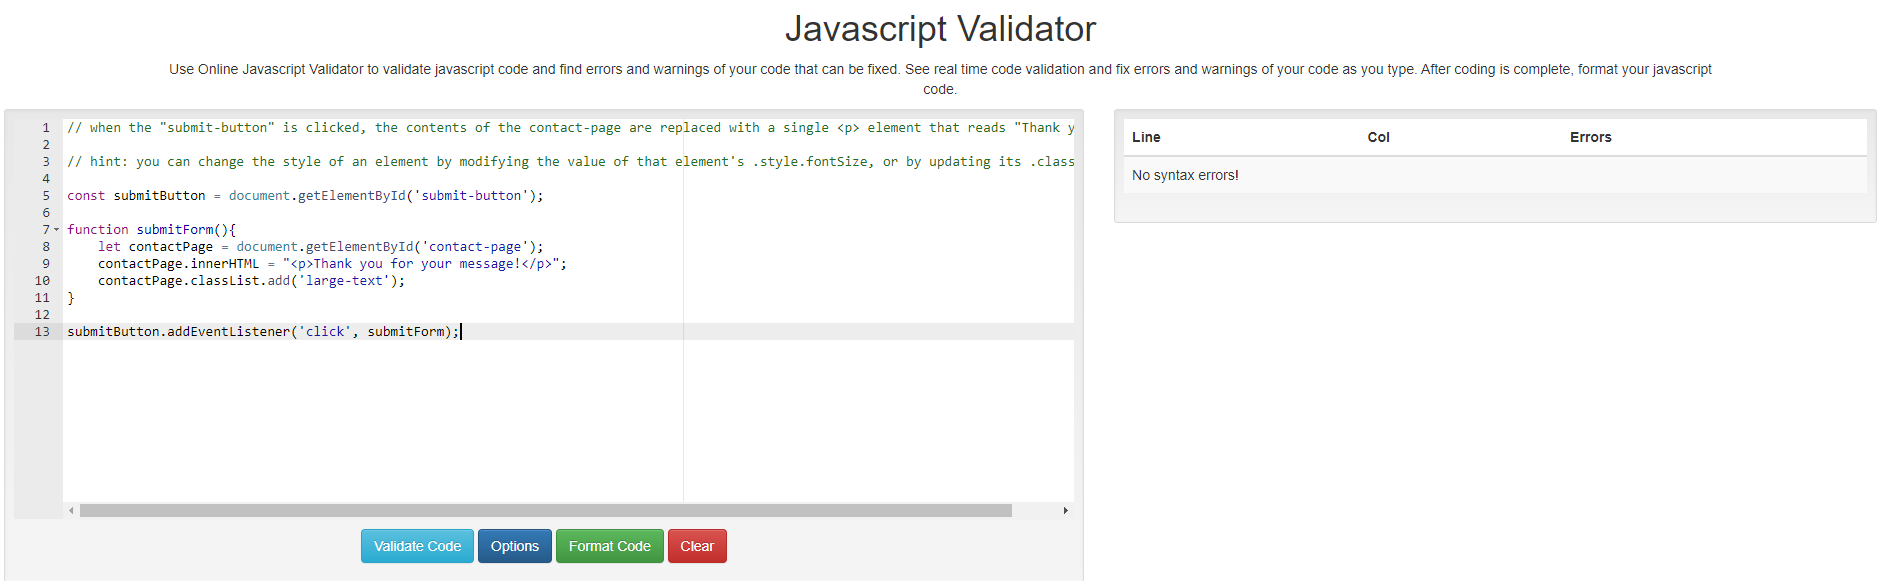 Javascript Validator
Use Online Javascript Validator to validate javascript code and find errors and warnings of your code that can be fixed. See real time code validation and fix errors and warnings of your code as you type. After coding is complete, format your javascript
code.
1 // when the "submit-button" is clicked, the contents of the contact-page are replaced with a single <p> element that reads "Thank y
2
3 // hint: you can change the style of an element by modifying the value of that element's .style.fontSize, or by updating its .class
4
5 const submitButton = document.getElementById('submit-button');
6
7 function submitForm(){
8     let contactPage = document.getElementById('contact-page');
9     contactPage.innerHTML = "<p>Thank you for your message!</p>";
10     contactPage.classList.add('large-text');
11 }
12
13 submitButton.addEventListener('click', submitForm);
Validate Code Options Format Code Clear
Line Col Errors
No syntax errors!